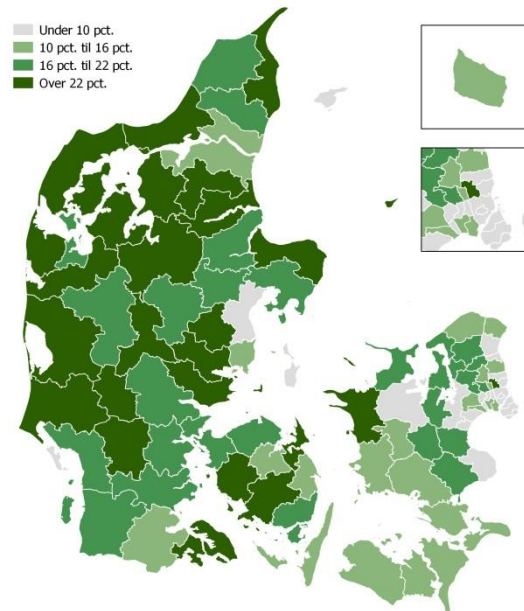 Under 10 pct.
10 pct. til 16 pct.
16 pct. til 22 pct.
Over 22 pct.